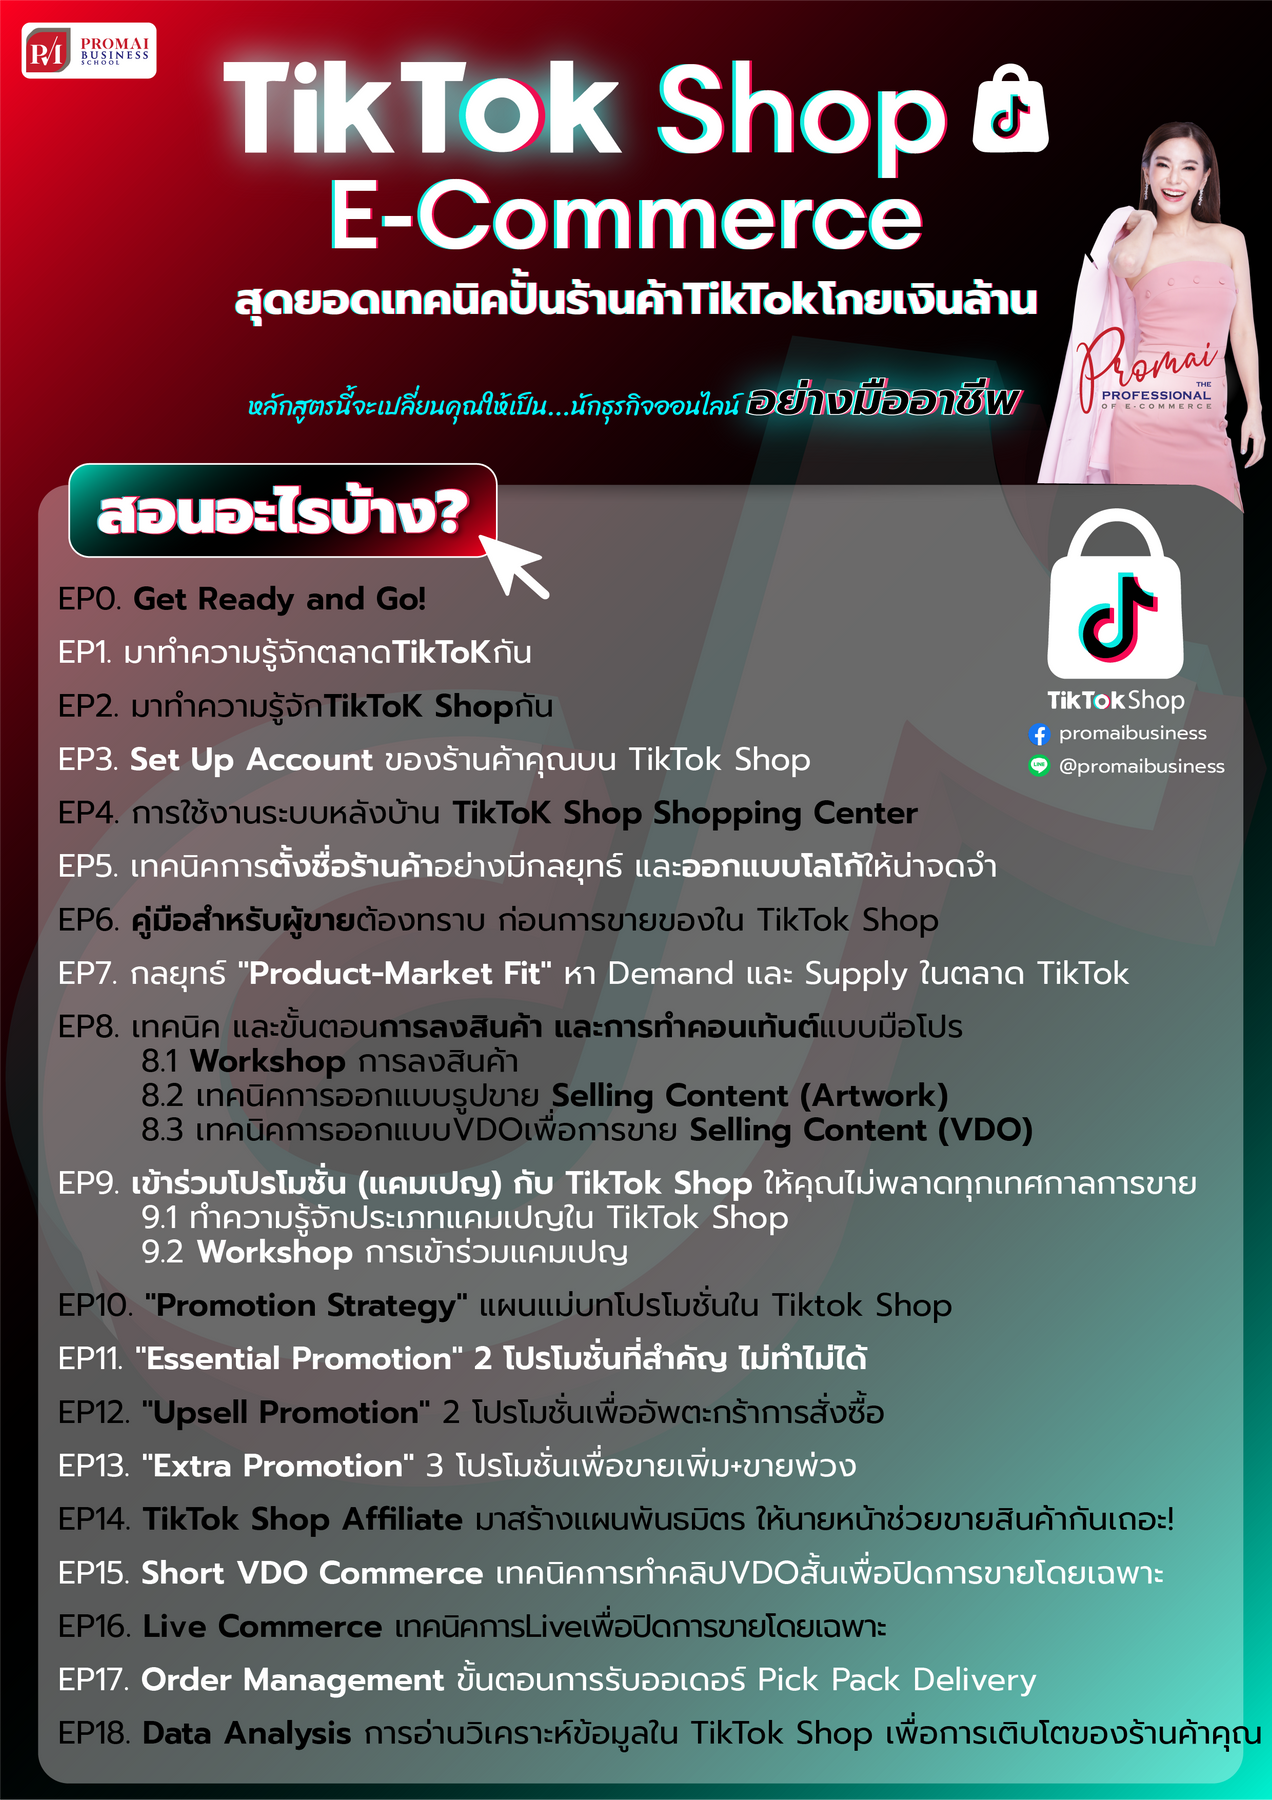 PM
PROMAI
BUSINESS
SCHOOL
TikTok Shop
E-Commerce
สุดยอดเทคนิคปั้นร้านค้าTikTokโกยเงินล้าน
หลักสูตรนี้จะเปลี่ยนคุณให้เป็น...นักธุรกิจออนไลน์ อย่างมืออาชีพ
Promai
THE
PROFESSIONAL
OF E-COMMERCE
สอนอะไรบ้าง?
EP0. Get Ready and Go!
EP1. มาทำความรู้จักตลาดTikToKกัน
EP2. มาทำความรู้จักTikToK Shopกัน
TikTok Shop
promaibusiness
LINE @promaibusiness
EP3. Set Up Account ของร้านค้าคุณบน TikTok Shop
EP4. การใช้งานระบบหลังบ้าน TikToK Shop Shopping Center
EP5. เทคนิคการตั้งชื่อร้านค้าอย่างมีกลยุทธ์ และออกแบบโลโก้ให้น่าจดจำ
EP6. คู่มือสำหรับผู้ขายต้องทราบ ก่อนการขายของใน TikTok Shop
EP7. กลยุทธ์ "Product-Market Fit" หา Demand และ Supply ในตลาด TikTok
EP8. เทคนิค และขั้นตอนการลงสินค้า และการทำคอนเท้นต์แบบมือโปร
8.1 Workshop การลงสินค้า
8.2 เทคนิคการออกแบบรูปขาย Selling Content (Artwork)
8.3 เทคนิคการออกแบบVDOเพื่อการขาย Selling Content (VDO)
EP9. เข้าร่วมโปรโมชั่น (แคมเปญ) กับ TikTok Shop ให้คุณไม่พลาดทุกเทศกาลการขาย
9.1 ทำความรู้จักประเภทแคมเปญใน TikTok Shop
9.2 Workshop การเข้าร่วมแคมเปญ
EP10. "Promotion Strategy" แผนแม่บทโปรโมชั่นใน Tiktok Shop
EP11. "Essential Promotion" 2 โปรโมชั่นที่สำคัญ ไม่ทำไม่ได้
EP12. "Upsell Promotion" 2 โปรโมชั่นเพื่ออัพตะกร้าการสั่งซื้อ
EP13. "Extra Promotion" 3 โปรโมชั่นเพื่อขายเพิ่ม+ขายพ่วง
EP14. TikTok Shop Affiliate มาสร้างแผนพันธมิตร ให้นายหน้าช่วยขายสินค้ากันเถอะ!
EP15. Short VDO Commerce เทคนิคการทำคลิปVDOสั้นเพื่อปิดการขายโดยเฉพาะ
EP16. Live Commerce เทคนิคการLiveเพื่อปิดการขายโดยเฉพาะ
EP17. Order Management ขั้นตอนการรับออเดอร์ Pick Pack Delivery
EP18. Data Analysis การอ่านวิเคราะห์ข้อมูลใน TikTok Shop เพื่อการเติบโตของร้านค้าคุณ